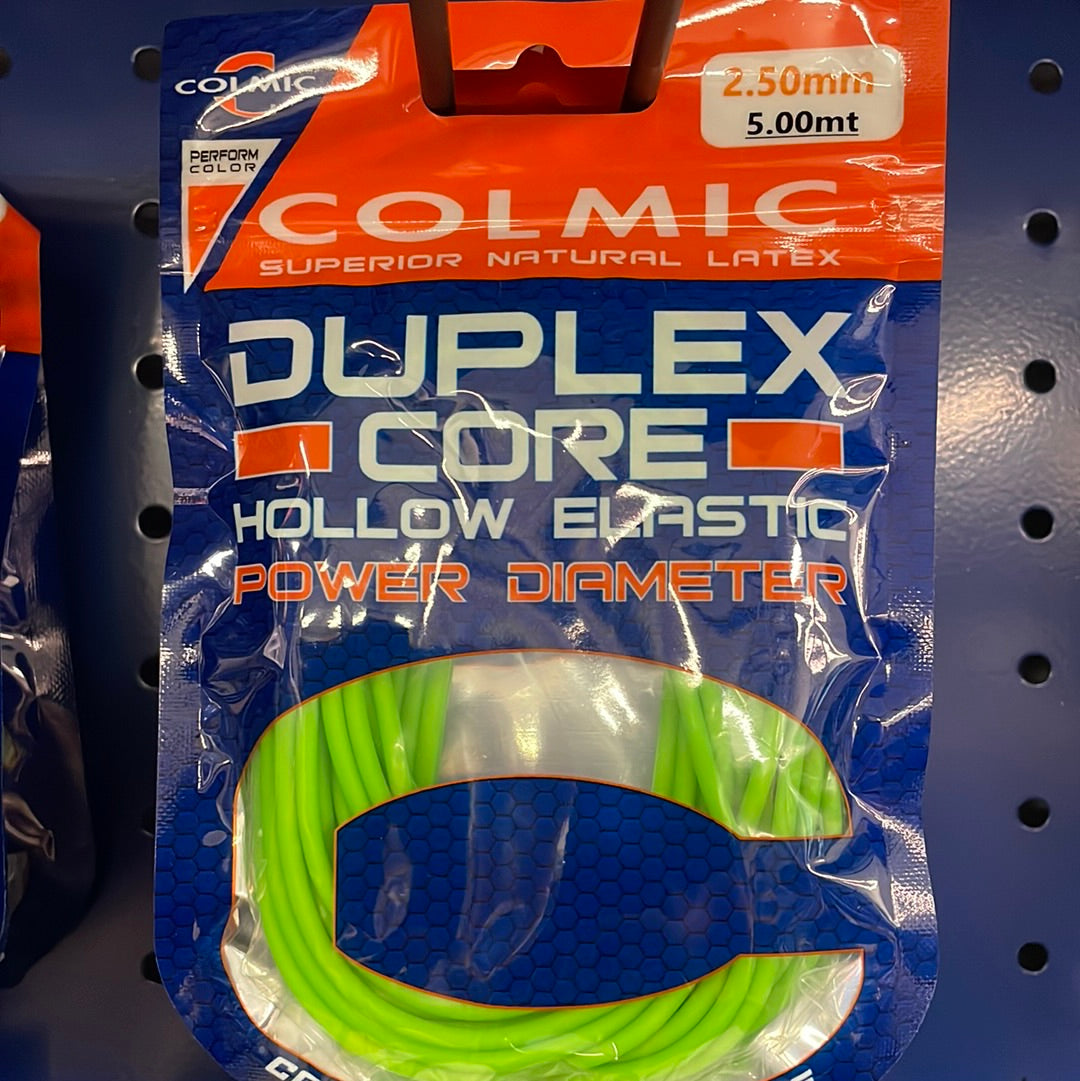 COLMIC
2.50mm
5.00mt
PERFORM
COLOR
COLMIC
SUPERIOR NATURAL LATEX
DUPLEX
CORE
HOLLOW ELASTIC
POWER DIAMETER